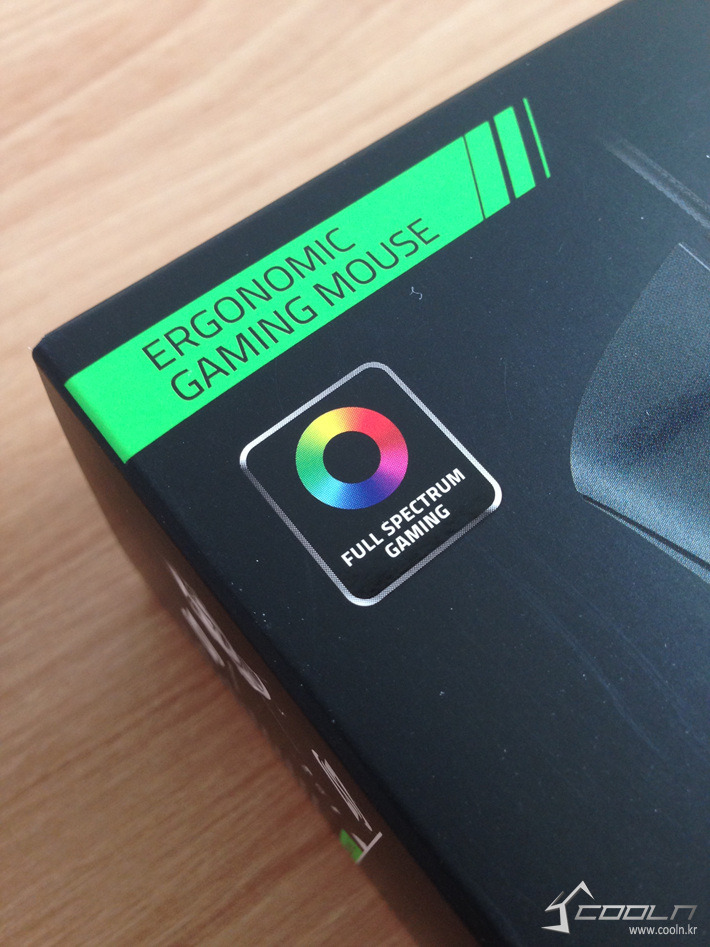 ERGONOMIC
GAMING MOUSE
FULL SPECTRUM
GAMING
COOLN
www.cooln.kr